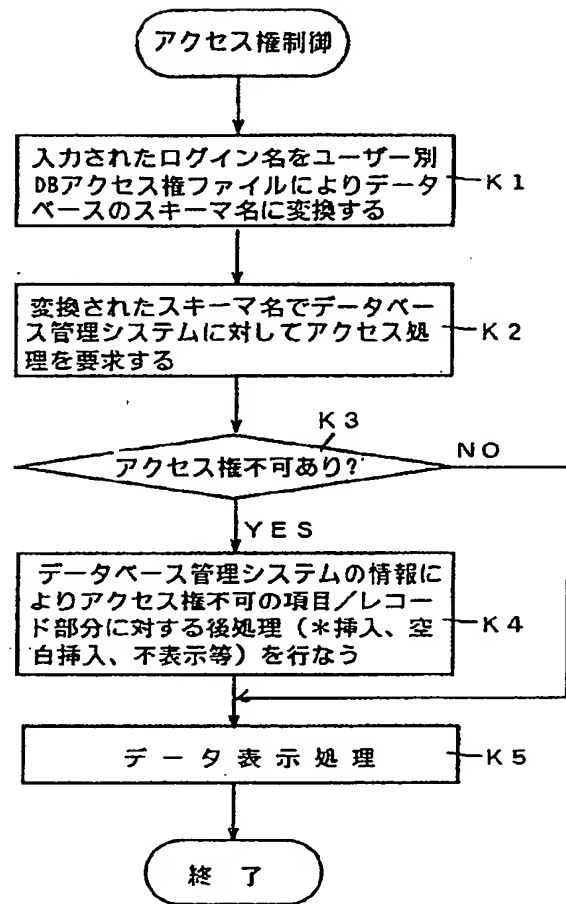 アクセス権制御
入力されたログイン名をユーザー別
DBアクセス権ファイルによりデータ
ベースのスキーマ名に変換する
K1
変換されたスキーマ名でデータベー
ス管理システムに対してアクセス処
理を要求する
K2
K3
アクセス権不可あり?
NO
YES
データベース管理システムの情報に
よりアクセス権不可の項目/レコー
ド部分に対する後処理(*挿入、空
白挿入、不表示等)を行なう
K4
データ表示処理
K5
終了